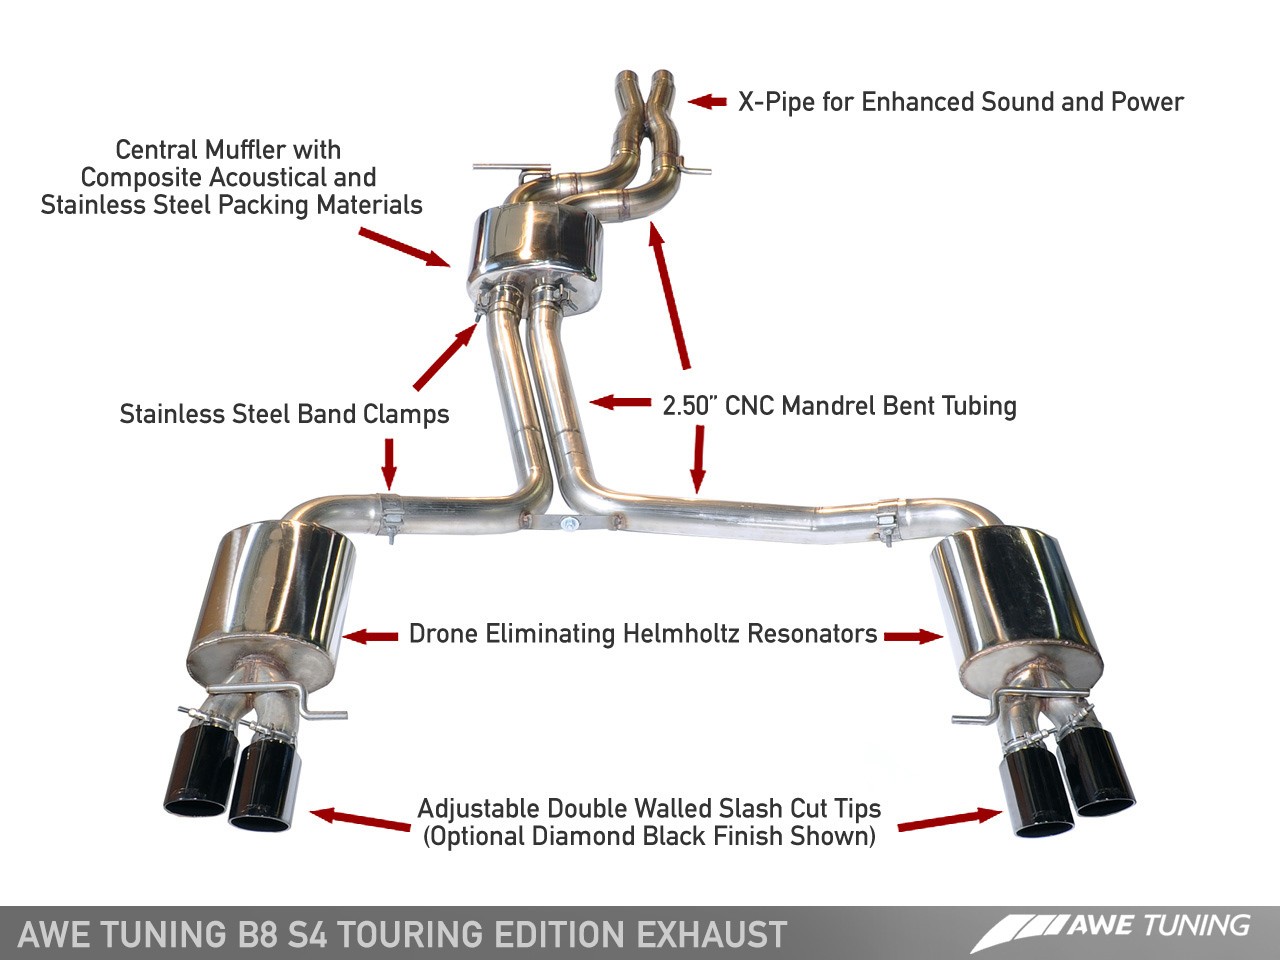 X-Pipe for Enhanced Sound and Power
Central Muffler with
Composite Acoustical and
Stainless Steel Packing Materials
Stainless Steel Band Clamps
2.50” CNC Mandrel Bent Tubing
Drone Eliminating Helmholtz Resonators
Adjustable Double Walled Slash Cut Tips
(Optional Diamond Black Finish Shown)
AWE TUNING B8 S4 TOURING EDITION EXHAUST
AWE TUNING